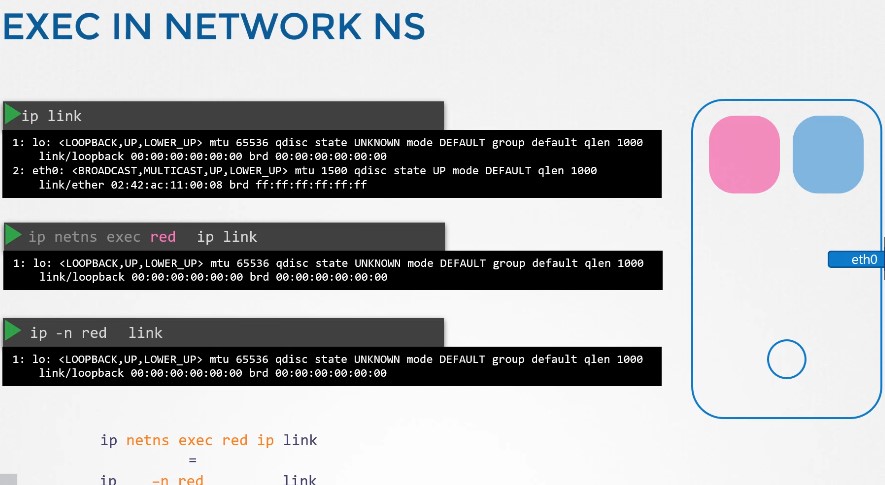 EXEC IN NETWORK NS
ip link
1: lo: <LOOPBACK,UP,LOWER_UP> mtu 65536 qdisc state UNKNOWN mode DEFAULT group default qlen 1000
link/loopback 00:00:00:00:00:00 brd 00:00:00:00:00:00
2: eth0: <BROADCAST,MULTICAST,UP,LOWER_UP> mtu 1500 qdisc state UP mode DEFAULT qlen 1000
link/ether 02:42:ac:11:00:08 brd ff:ff:ff:ff:ff:ff
ip netns exec red ip link
1: lo: <LOOPBACK,UP,LOWER_UP> mtu 65536 qdisc state UNKNOWN mode DEFAULT group default qlen 1000
link/loopback 00:00:00:00:00:00 brd 00:00:00:00:00:00
ip -n red link
1: lo: <LOOPBACK,UP,LOWER_UP> mtu 65536 qdisc state UNKNOWN mode DEFAULT group default qlen 1000
link/loopback 00:00:00:00:00:00 brd 00:00:00:00:00:00
ip netns exec red ip link
=
ip -n red link
eth0